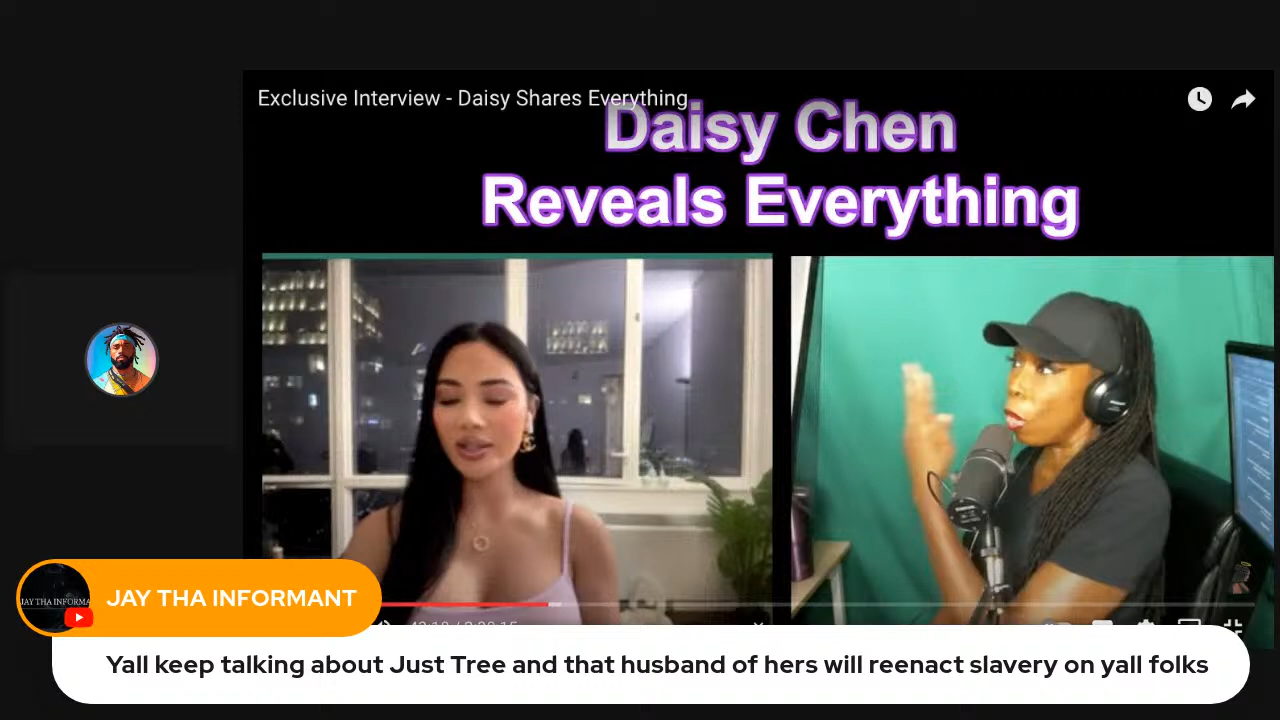 Exclusive Interview - Daisy Shares Everything
Daisy Chen
Reveals Everything
JAY THA INFORMANT
Yall keep talking about Just Tree and that husband of hers will reenact slavery on yall folks